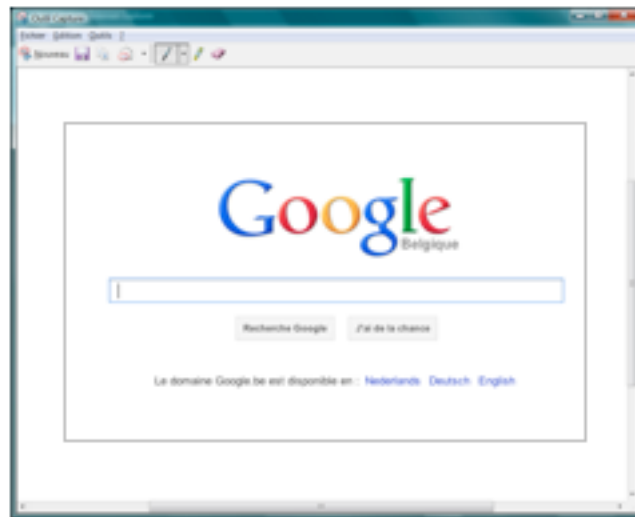 Outil Capture
Fichier Édition Outils ?
Nouveau
Google
Belgique
Recherche Google J'ai de la chance
Le domaine Google.be est disponible en : Nederlands Deutsch English